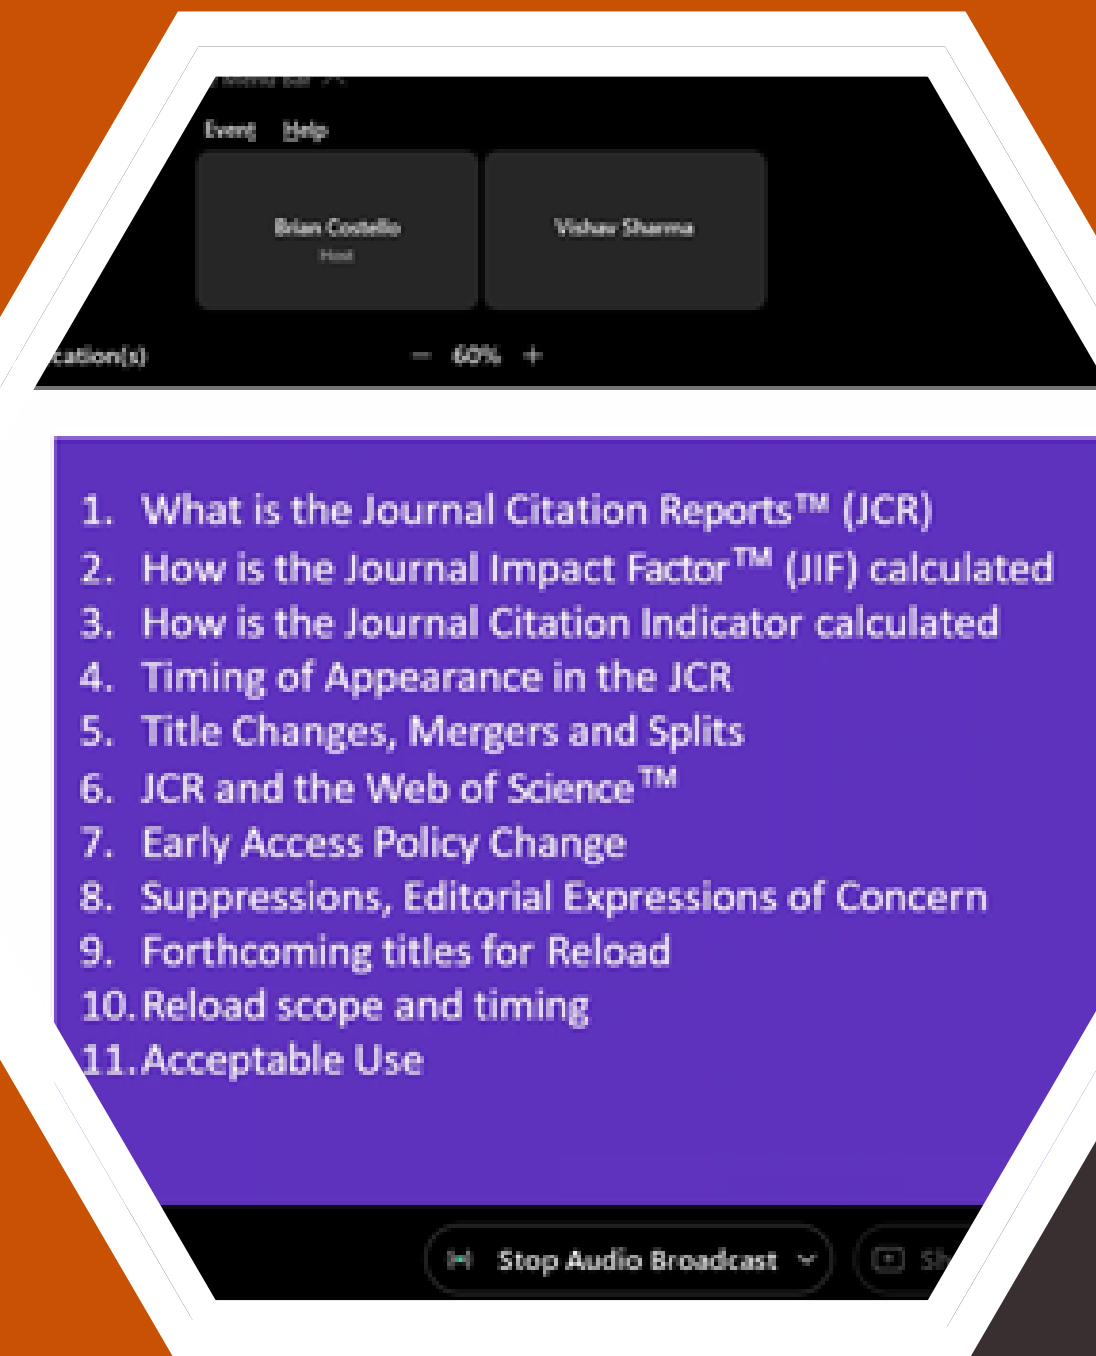 Event Help
Brian Costello
Host
Vishav Sharma
cation(s)
− 60% +
1. What is the Journal Citation Reports™ (JCR)
2. How is the Journal Impact Factor™ (JIF) calculated
3. How is the Journal Citation Indicator calculated
4. Timing of Appearance in the JCR
5. Title Changes, Mergers and Splits
6. JCR and the Web of Science™
7. Early Access Policy Change
8. Suppressions, Editorial Expressions of Concern
9. Forthcoming titles for Reload
10. Reload scope and timing
11. Acceptable Use
Stop Audio Broadcast